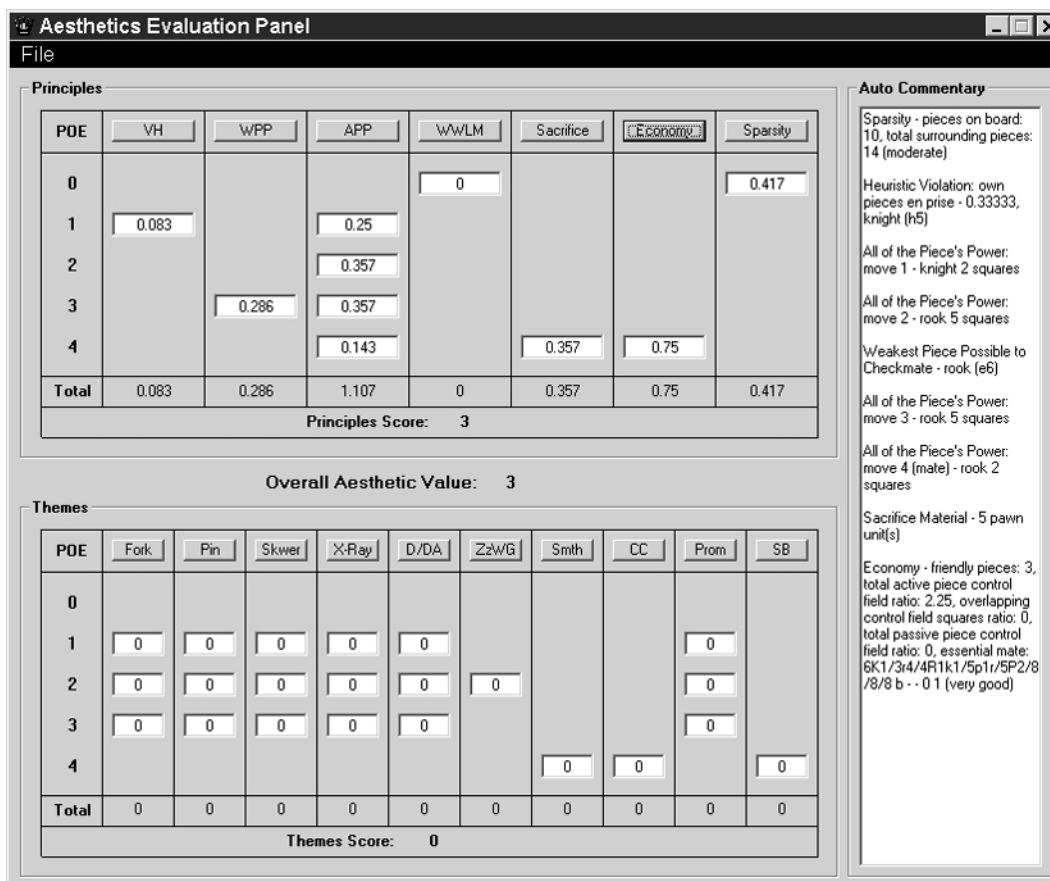 Aesthetics Evaluation Panel
File
Principles
POE VH WPP APP WWLM Sacrifice Economy Sparsity
0 0 0.417
1 0.083 0.25
2 0.357
3 0.286 0.357
4 0.143 0.357 0.75
Total 0.083 0.286 1.107 0 0.357 0.75 0.417
Principles Score: 3
Overall Aesthetic Value: 3
Themes
POE Fork Pin Skwer X-Ray D/DA ZzWG Smth CC Prom SB
0
1 0 0 0 0 0 0
2 0 0 0 0 0 0 0
3 0 0 0 0 0 0
4 0 0 0
Total 0 0 0 0 0 0 0 0 0 0
Themes Score: 0
Auto Commentary
Sparsity - pieces on board:
10, total surrounding pieces:
14 (moderate)
Heuristic Violation: own
pieces en prise - 0.33333,
knight (h5)
All of the Piece's Power:
move 1 - knight 2 squares
All of the Piece's Power:
move 2 - rook 5 squares
Weakest Piece Possible to
Checkmate - rook (e6)
All of the Piece's Power:
move 3 - rook 5 squares
All of the Piece's Power:
move 4 (mate) - rook 2
squares
Sacrifice Material - 5 pawn
unit(s)
Economy - friendly pieces: 3,
total active piece control
field ratio: 2.25, overlapping
control field squares ratio: 0,
total passive piece control
field ratio: 0, essential mate:
6K1/3r4/4R1k1/5p1r/5P2/8
/8/8 b - - 0 1 (very good)